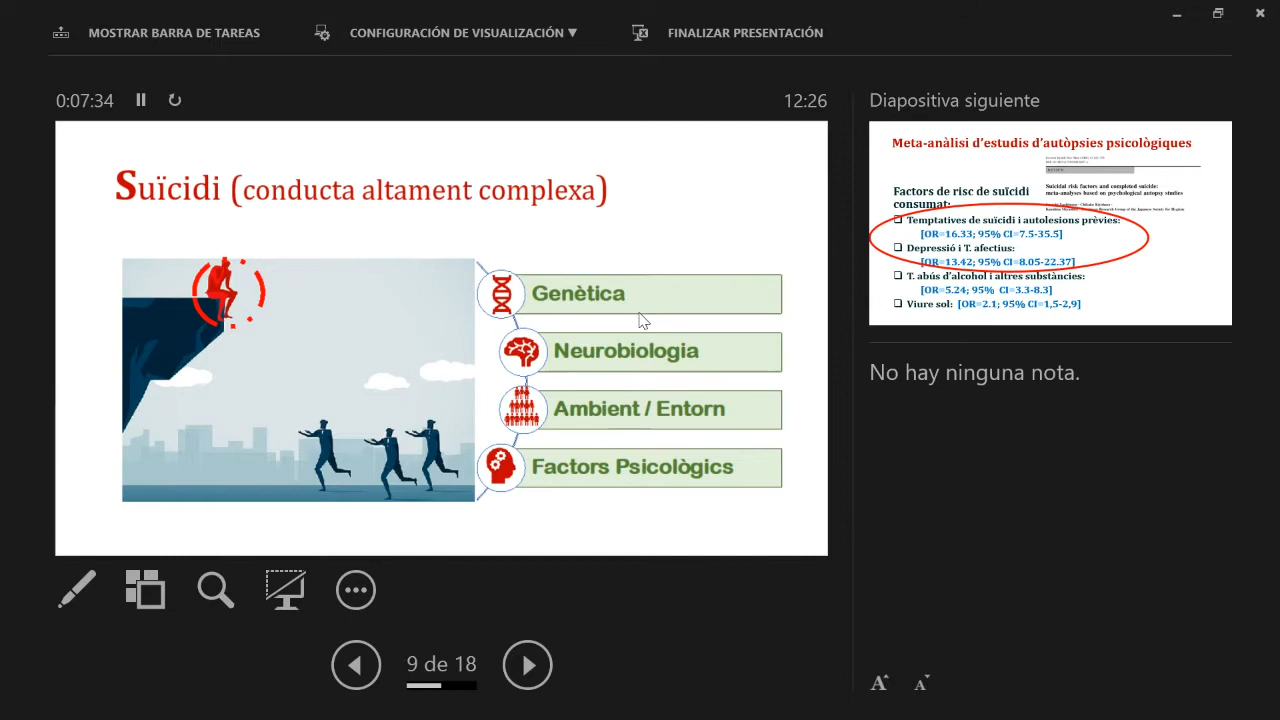 MOSTRAR BARRA DE TAREAS
CONFIGURACIÓN DE VISUALIZACIÓN ▼
FINALIZAR PRESENTACIÓN
0:07:34
12:26
Suïcidi (conducta altament complexa)
Genètica
Neurobiologia
Ambient / Entorn
Factors Psicològics
9 de 18
Diapositiva siguiente
Meta-anàlisi d'estudis d'autòpsies psicològiques
Suicidal risk factors and completed suicide:
meta-analyses based on psychological autopsy studies
Factors de risc de suïcidi
consumat:
❑ Temptatives de suïcidi i autolesions prèvies:
[OR=16.33; 95% CI=7.5-35.5]
❑ Depressió i T. afectius:
[OR=13.42; 95% CI=8.05-22.37]
❑ T. abús d'alcohol i altres substàncies:
[OR=5.24; 95% CI=3.3-8.3]
❑ Viure sol: [OR=2.1; 95% CI=1,5-2,9]
No hay ninguna nota.
A A